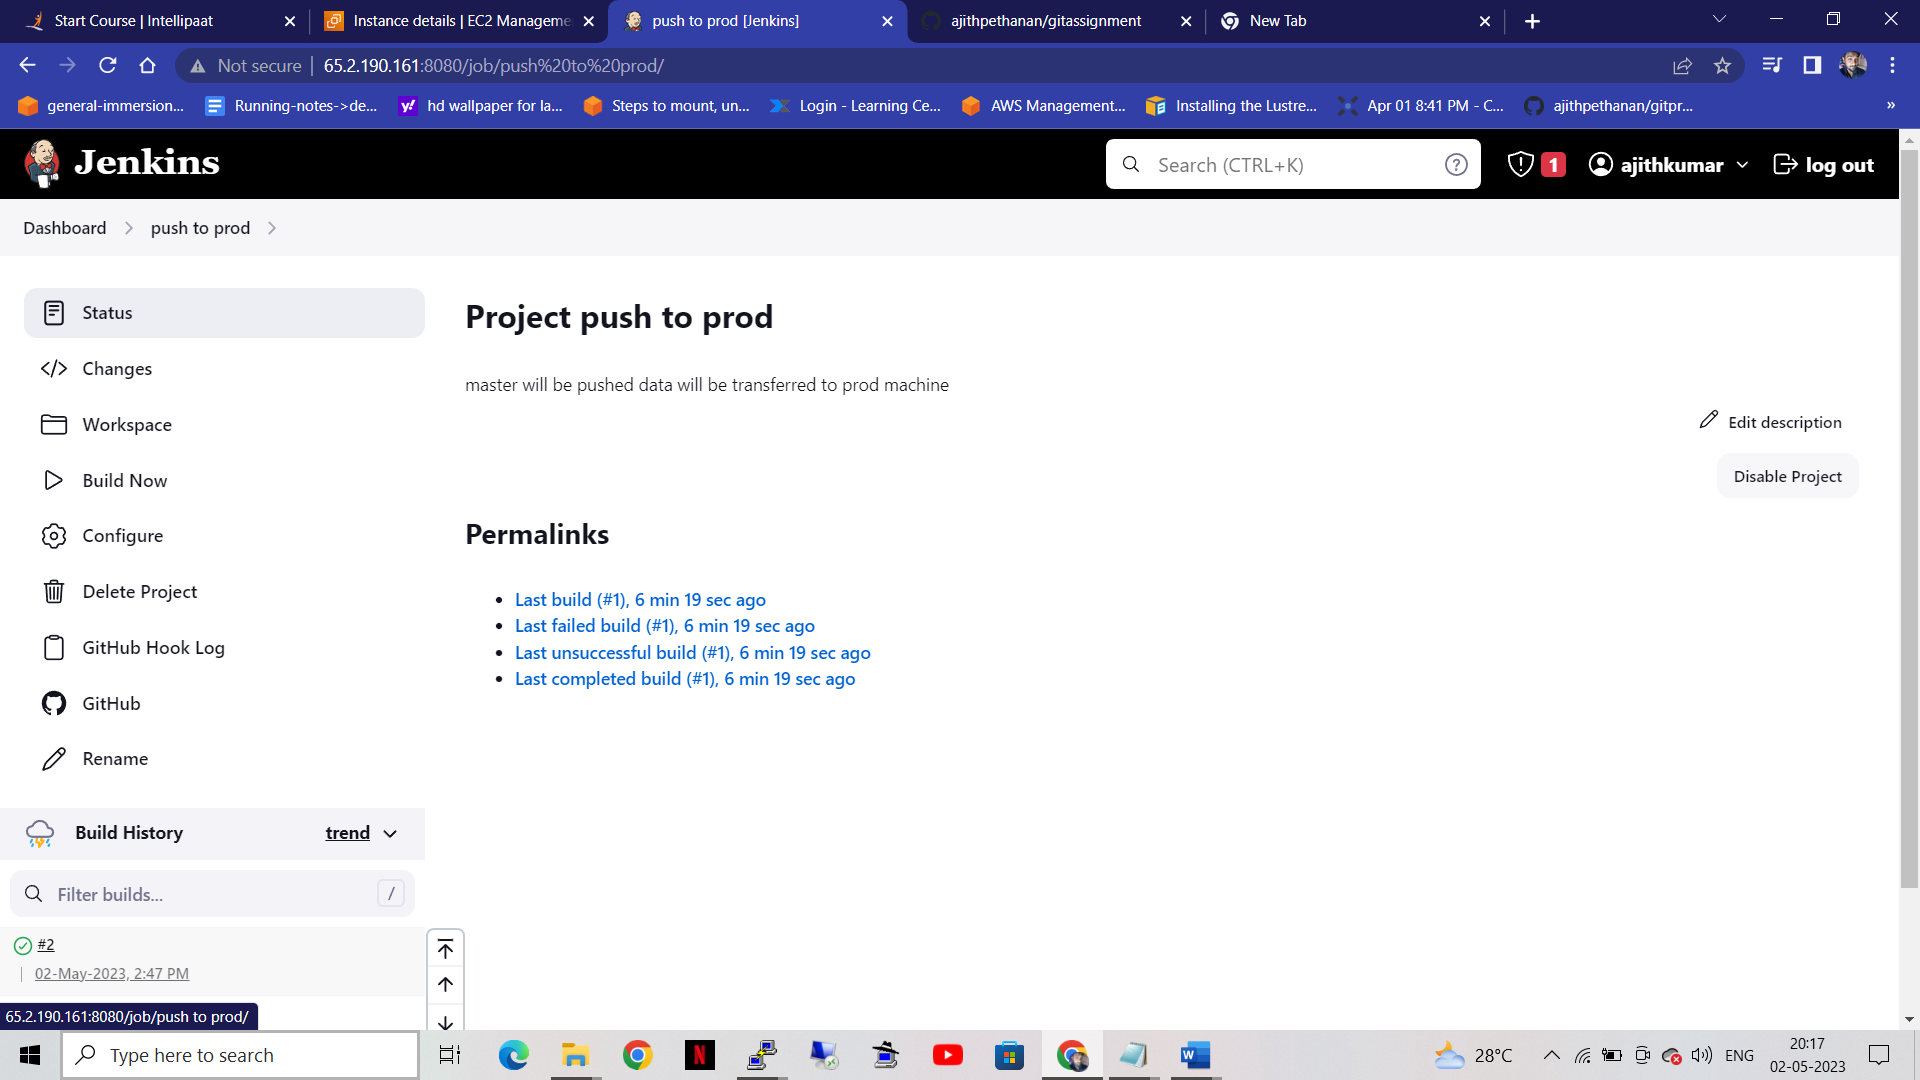 Start Course | Intellipaat
Instance details | EC2 Manageme
push to prod [Jenkins]
ajithpethanan/gitassignment
New Tab
Not secure
65.2.190.161:8080/job/push%20to%20prod/
general-immersion...
Running-notes->de...
hd wallpaper for la...
Steps to mount, un...
Login - Learning Ce...
AWS Management...
Installing the Lustre...
Apr 01 8:41 PM - C...
ajithpethanan/gitpr...
»
Jenkins
Search (CTRL+K)
1
ajithkumar
log out
Dashboard
push to prod
Status
Changes
Workspace
Build Now
Configure
Delete Project
GitHub Hook Log
GitHub
Rename
Project push to prod
master will be pushed data will be transferred to prod machine
Edit description
Disable Project
Permalinks
Last build (#1), 6 min 19 sec ago
Last failed build (#1), 6 min 19 sec ago
Last unsuccessful build (#1), 6 min 19 sec ago
Last completed build (#1), 6 min 19 sec ago
Build History
trend
Filter builds...
/
#2
02-May-2023, 2:47 PM
65.2.190.161:8080/job/push to prod/
Type here to search
28°C
ENG
20:17
02-05-2023